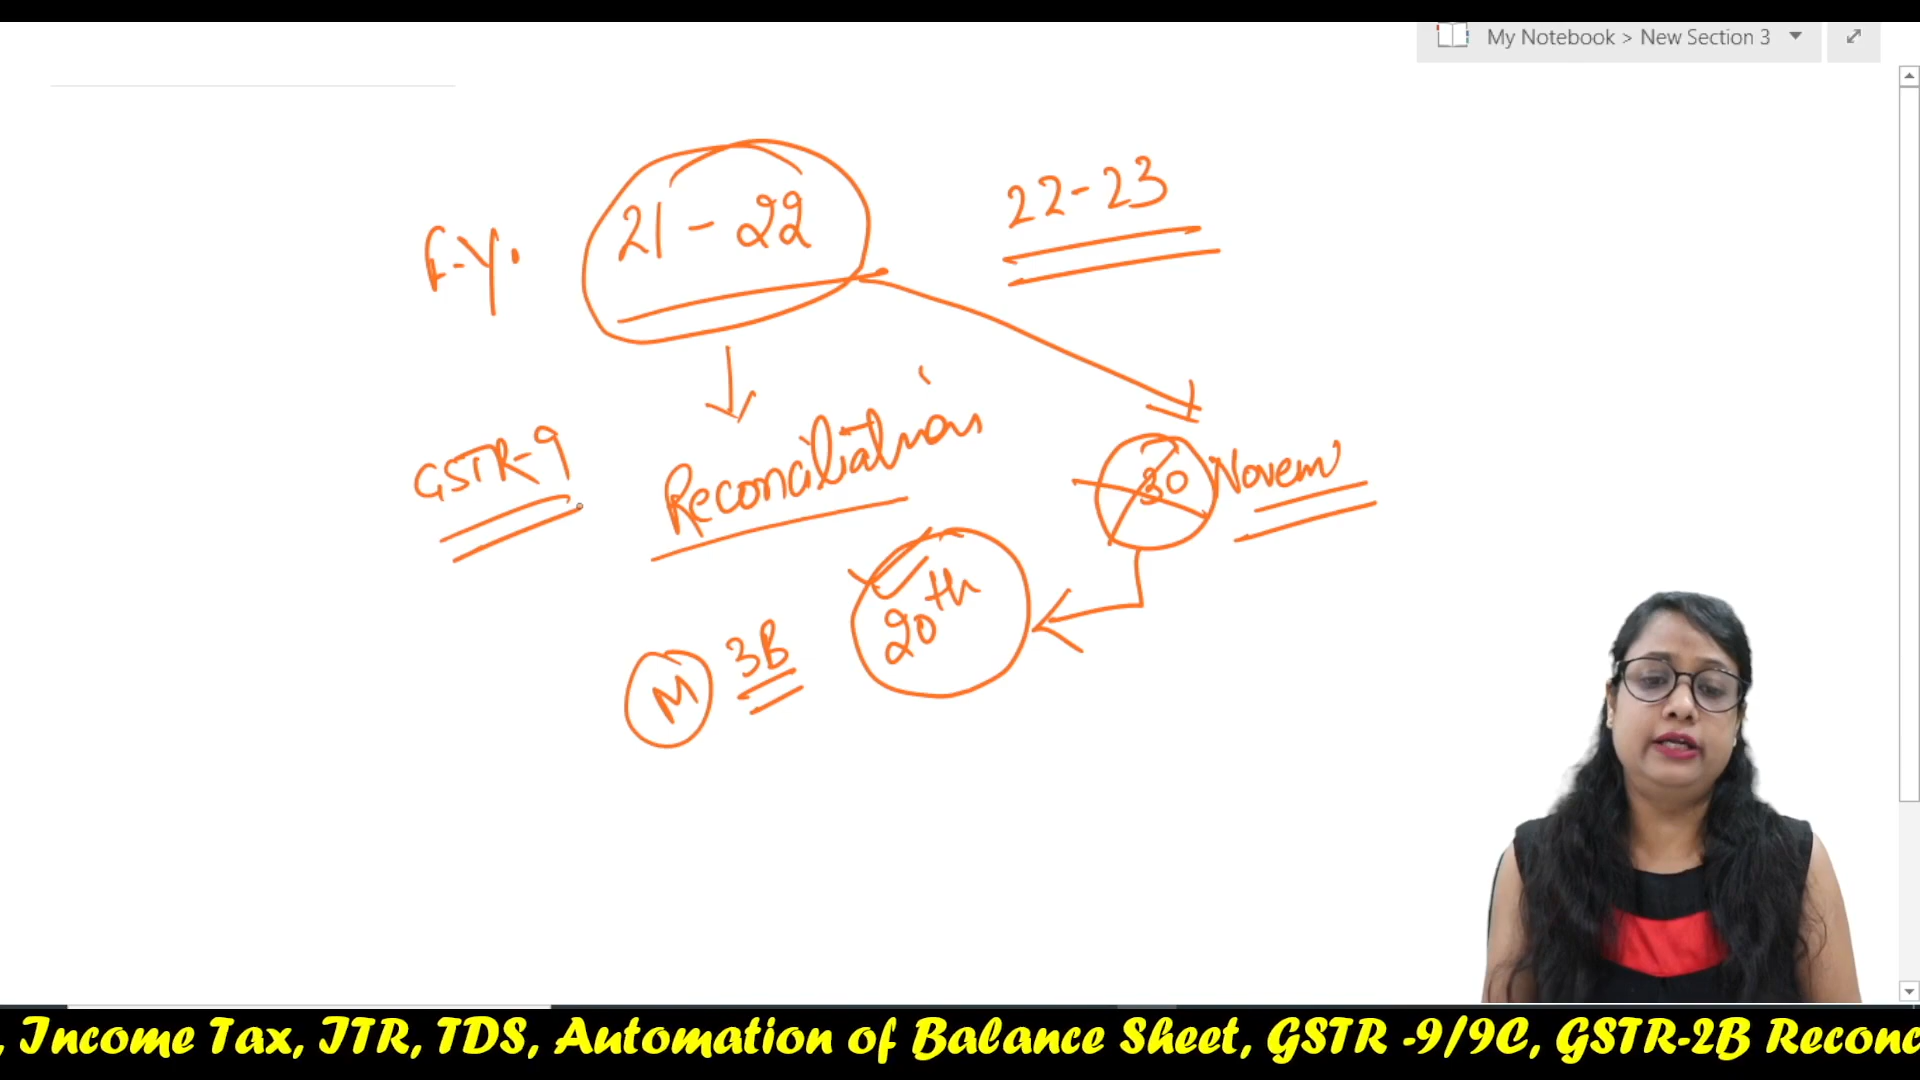 My Notebook > New Section 3
F.Y. 21-22 22-23
GSTR-9 Reconciliation 30 Novem
20th
M 3B
, Income Tax, ITR, TDS, Automation of Balance Sheet, GSTR -9/9C, GSTR-2B Reconc